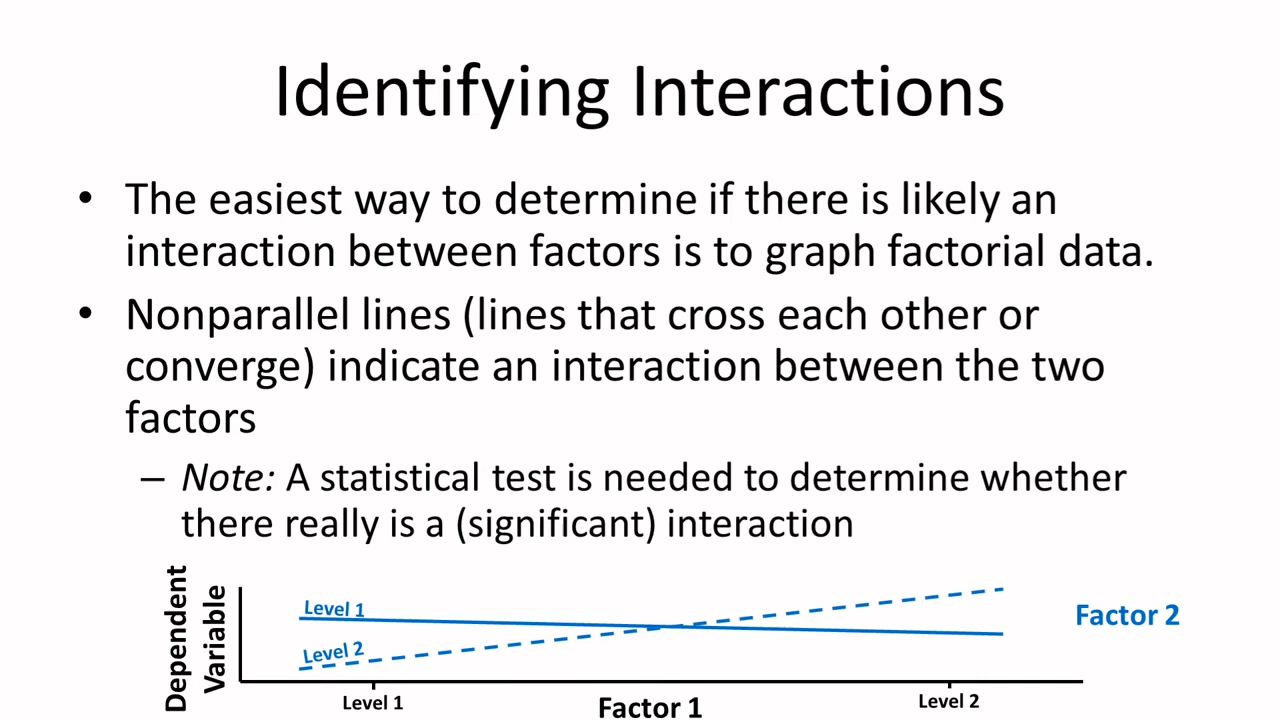 Identifying Interactions
• The easiest way to determine if there is likely an
interaction between factors is to graph factorial data.
• Nonparallel lines (lines that cross each other or
converge) indicate an interaction between the two
factors
– Note: A statistical test is needed to determine whether
there really is a (significant) interaction
Dependent
Variable
Level 1
Level 2
Factor 2
Level 1
Factor 1
Level 2